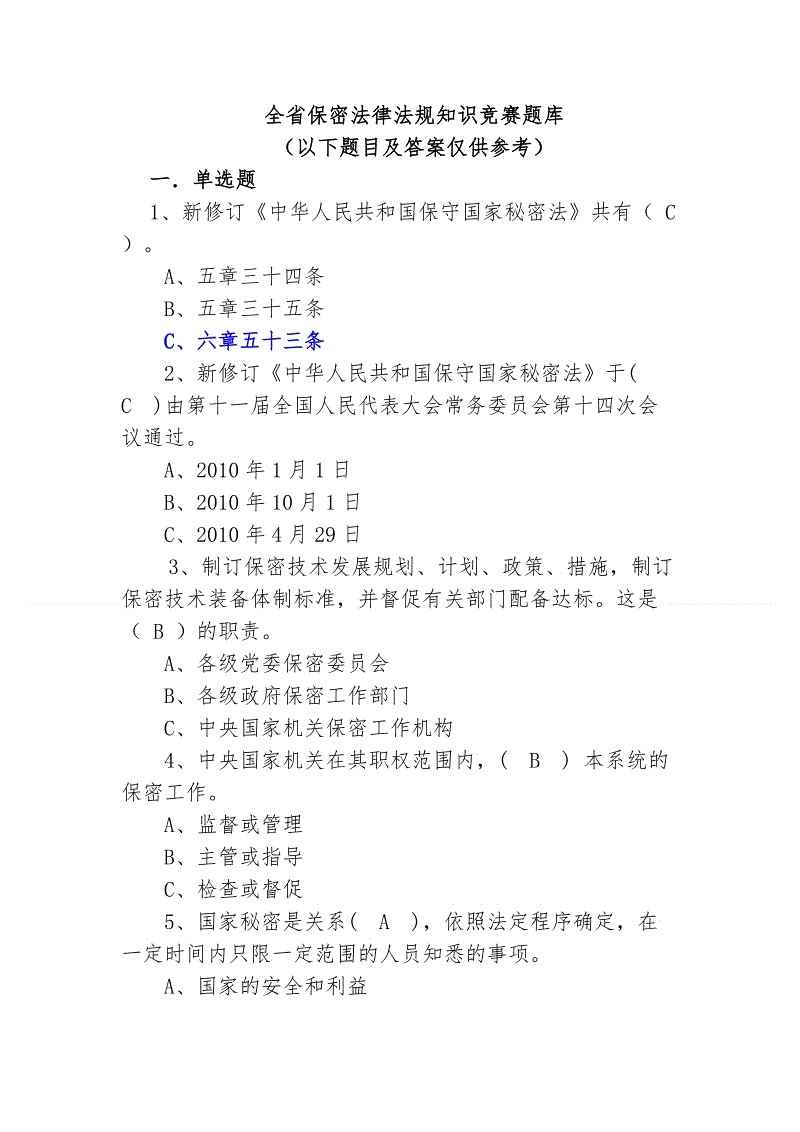 全省保密法律法规知识竞赛题库
（以下题目及答案仅供参考）
一．单选题
1、新修订《中华人民共和国保守国家秘密法》共有（ C
）。
A、五章三十四条
B、五章三十五条
C、六章五十三条
2、新修订《中华人民共和国保守国家秘密法》于(
C )由第十一届全国人民代表大会常务委员会第十四次会
议通过。
A、2010 年 1 月 1 日
B、2010 年 10 月 1 日
C、2010 年 4 月 29 日
3、制订保密技术发展规划、计划、政策、措施，制订
保密技术装备体制标准，并督促有关部门配备达标。这是
（ B ）的职责。
A、各级党委保密委员会
B、各级政府保密工作部门
C、中央国家机关保密工作机构
4、中央国家机关在其职权范围内，( B ) 本系统的
保密工作。
A、监督或管理
B、主管或指导
C、检查或督促
5、国家秘密是关系( A )，依照法定程序确定，在
一定时间内只限一定范围的人员知悉的事项。
A、国家的安全和利益